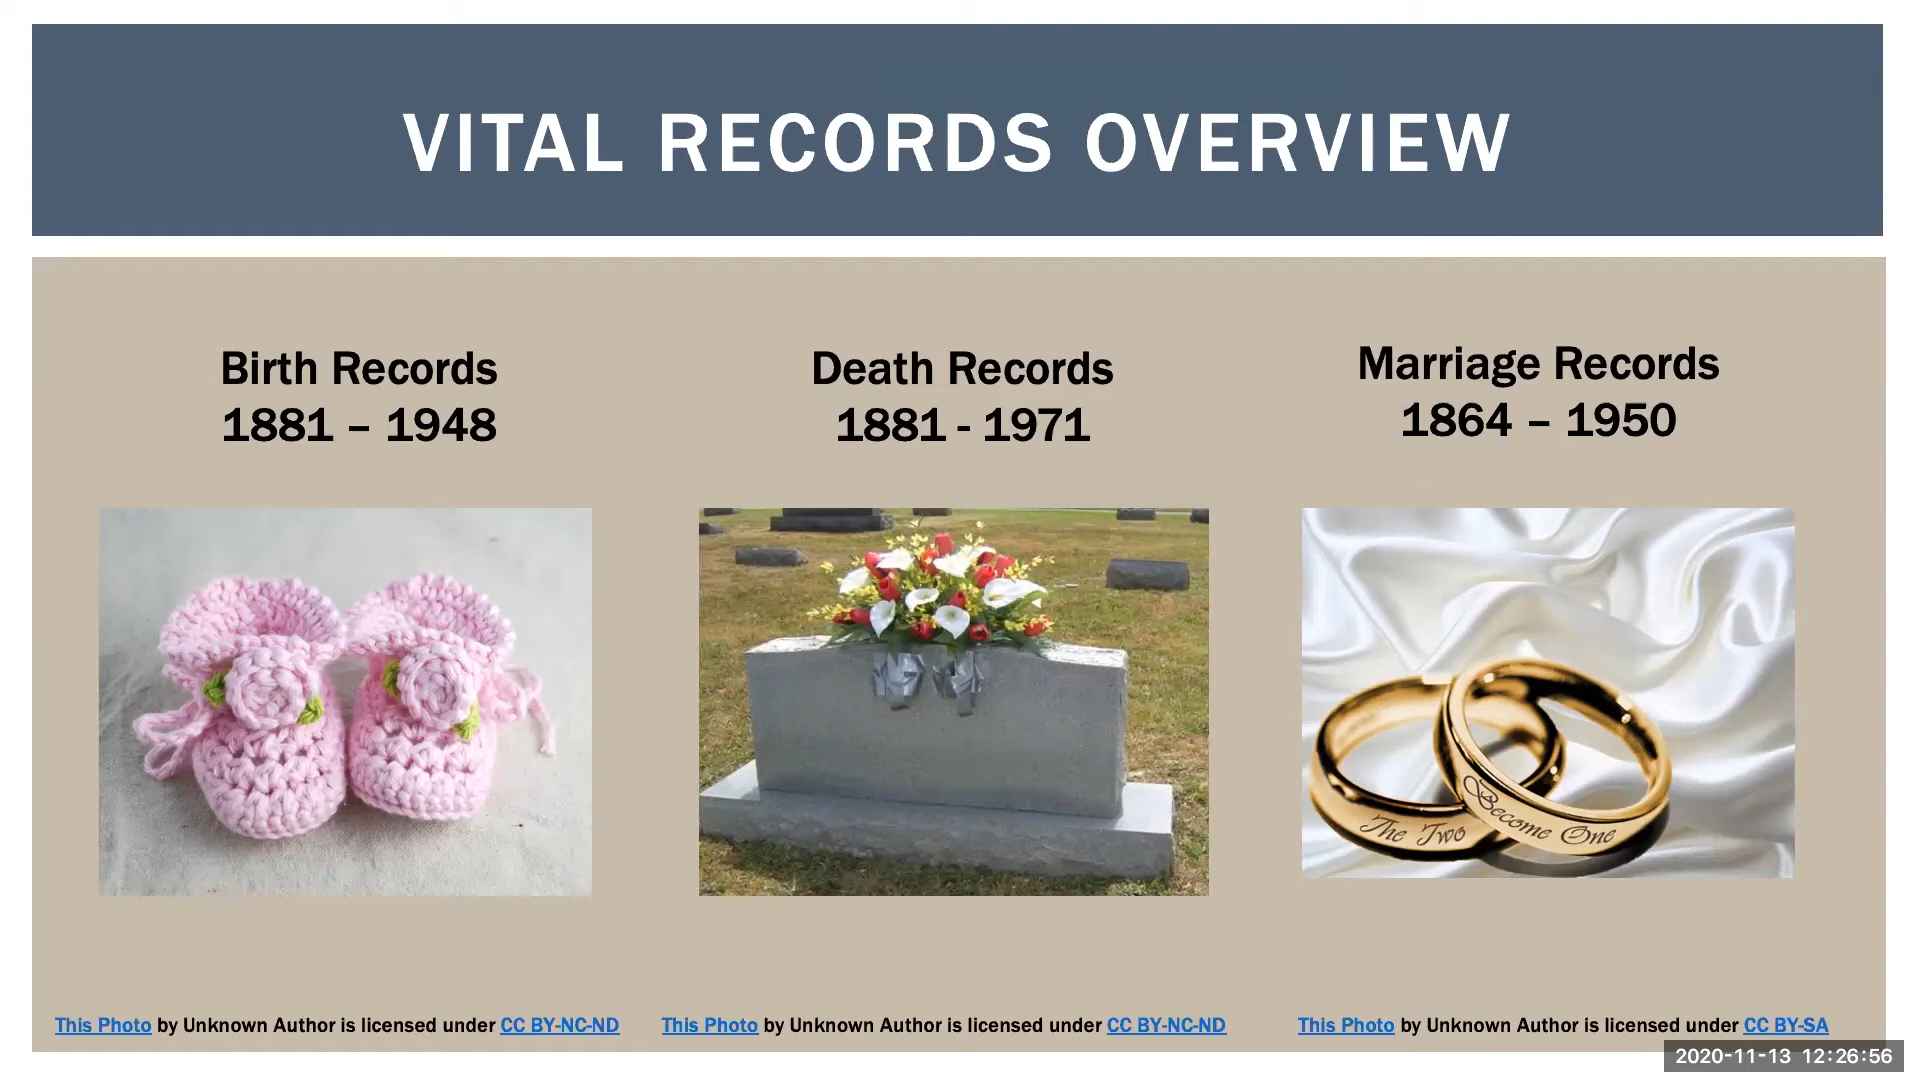 VITAL RECORDS OVERVIEW
Birth Records
1881 – 1948
Death Records
1881 - 1971
Marriage Records
1864 – 1950
The Two
Become One
This Photo by Unknown Author is licensed under CC BY-NC-ND
This Photo by Unknown Author is licensed under CC BY-NC-ND
This Photo by Unknown Author is licensed under CC BY-SA
2020-11-13 12:26:56